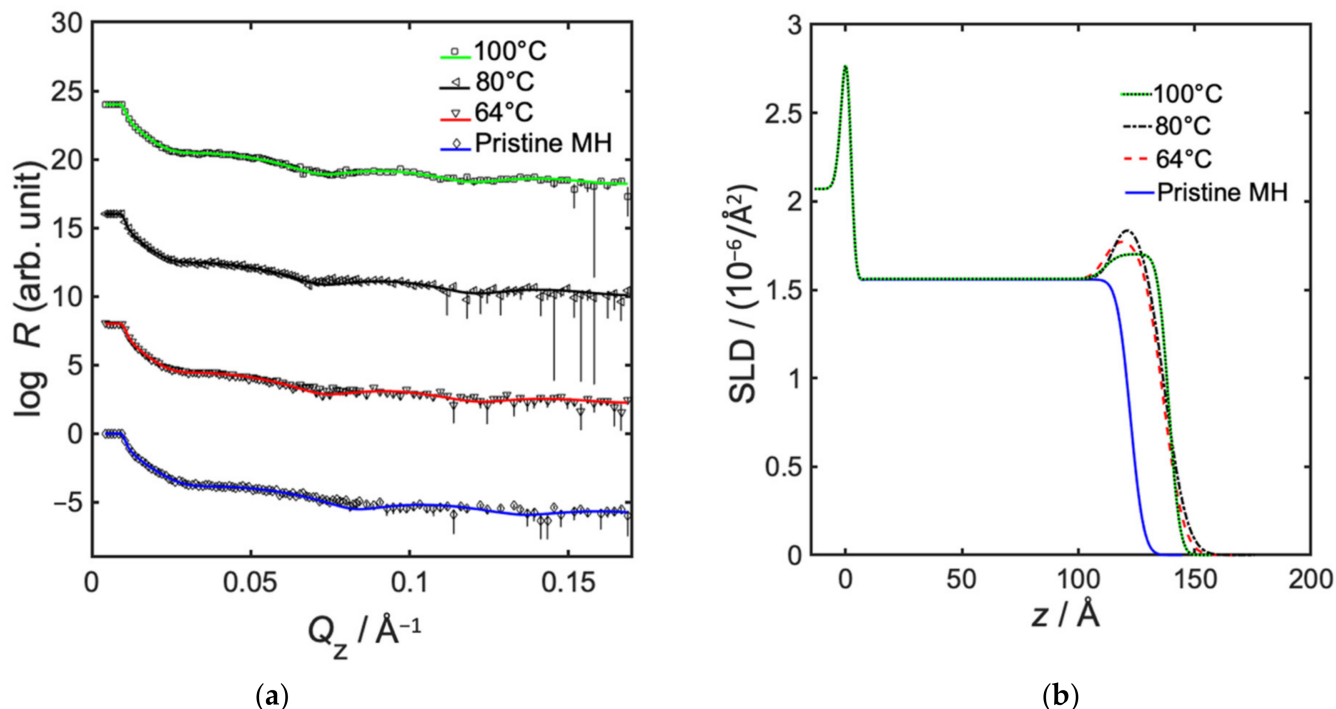 30
25
20
15
10
5
0
−5
log R (arb. unit)
100°C
80°C
64°C
Pristine MH
0
0.05
0.1
0.15
Qz / Å−1
(a)
3
2.5
2
1.5
1
0.5
0
SLD / (10−6/Å2)
100°C
80°C
64°C
Pristine MH
0
50
100
150
200
z / Å
(b)